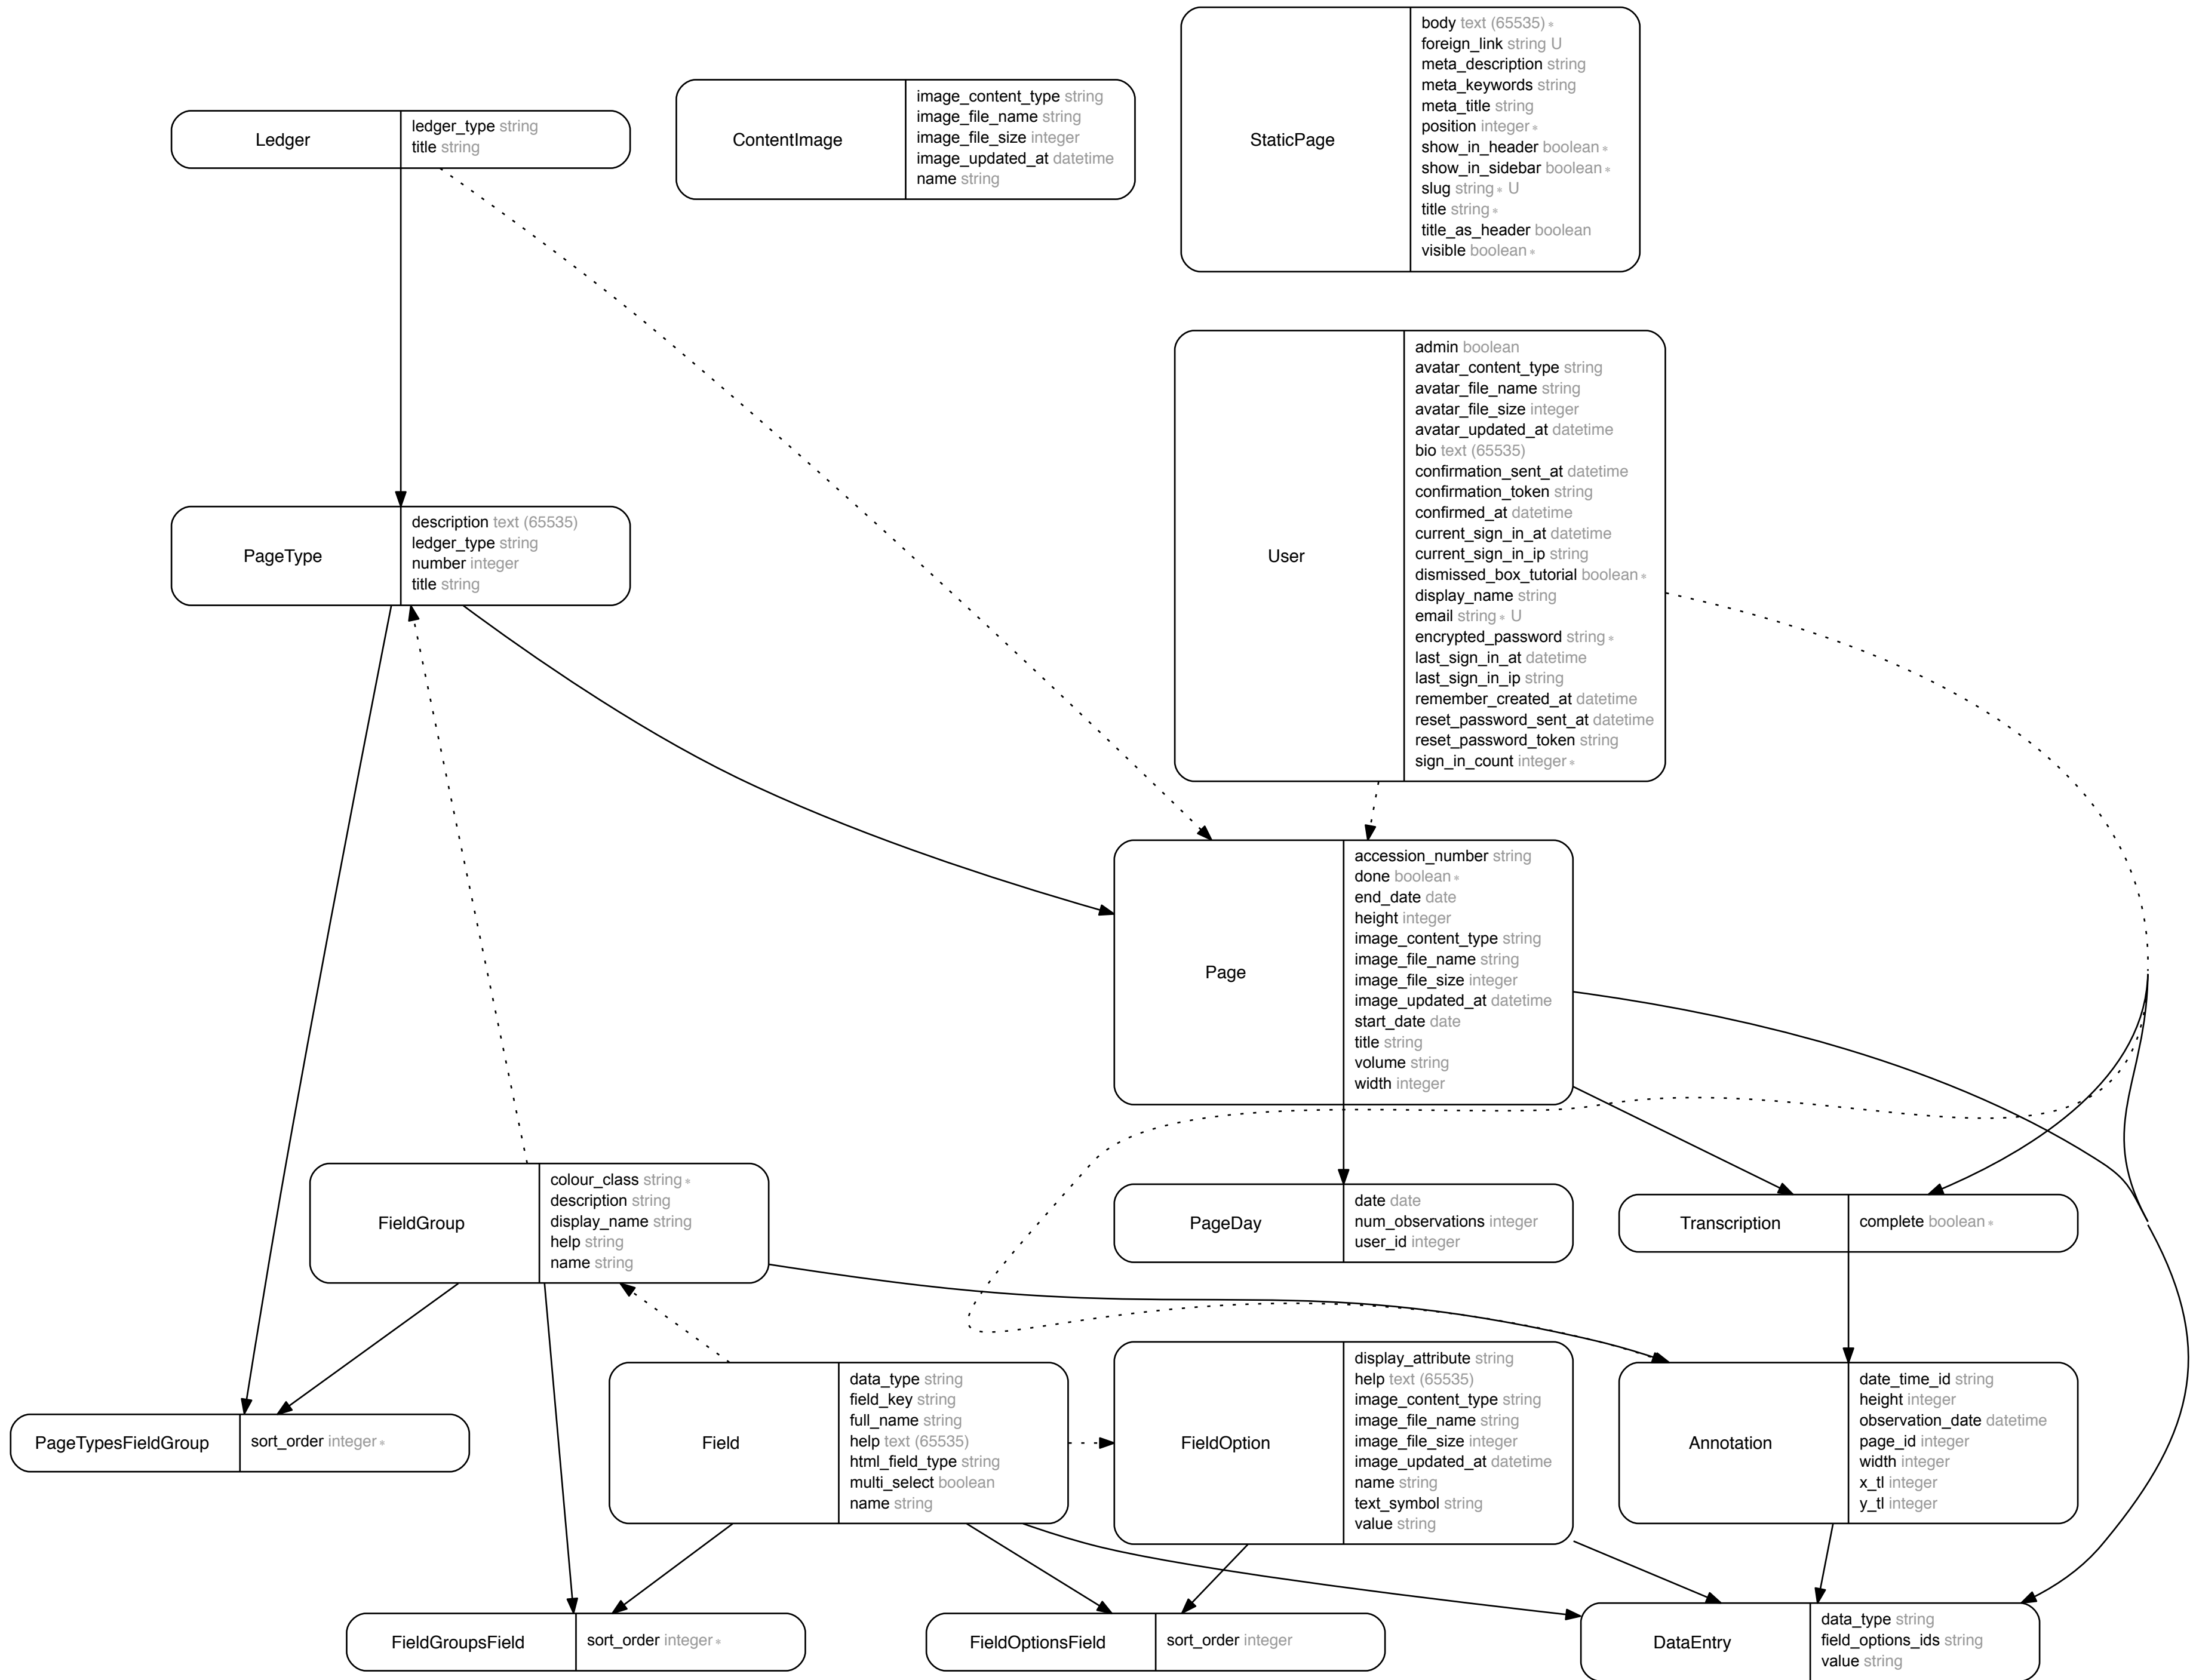 StaticPage
body text (65535) *
foreign_link string U
meta_description string
meta_keywords string
meta_title string
position integer *
show_in_header boolean *
show_in_sidebar boolean *
slug string * U
title string *
title_as_header boolean
visible boolean *
ContentImage
image_content_type string
image_file_name string
image_file_size integer
image_updated_at datetime
name string
Ledger
ledger_type string
title string
User
admin boolean
avatar_content_type string
avatar_file_name string
avatar_file_size integer
avatar_updated_at datetime
bio text (65535)
confirmation_sent_at datetime
confirmation_token string
confirmed_at datetime
current_sign_in_at datetime
current_sign_in_ip string
dismissed_box_tutorial boolean *
display_name string
email string * U
encrypted_password string *
last_sign_in_at datetime
last_sign_in_ip string
remember_created_at datetime
reset_password_sent_at datetime
reset_password_token string
sign_in_count integer *
PageType
description text (65535)
ledger_type string
number integer
title string
Page
accession_number string
done boolean *
end_date date
height integer
image_content_type string
image_file_name string
image_file_size integer
image_updated_at datetime
start_date date
title string
volume string
width integer
FieldGroup
colour_class string *
description string
display_name string
help string
name string
PageDay
date date
num_observations integer
user_id integer
Transcription
complete boolean *
PageTypesFieldGroup
sort_order integer *
Field
data_type string
field_key string
full_name string
help text (65535)
html_field_type string
multi_select boolean
name string
FieldOption
display_attribute string
help text (65535)
image_content_type string
image_file_name string
image_file_size integer
image_updated_at datetime
name string
text_symbol string
value string
Annotation
date_time_id string
height integer
observation_date datetime
page_id integer
width integer
x_tl integer
y_tl integer
FieldGroupsField
sort_order integer *
FieldOptionsField
sort_order integer
DataEntry
data_type string
field_options_ids string
value string